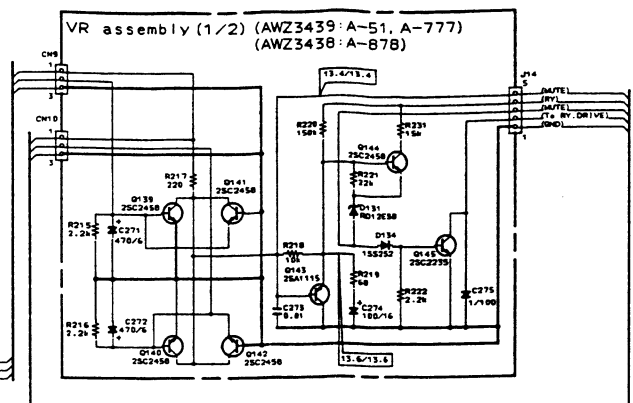 VR assembly (1/2) (AWZ3439:A-51, A-777)
(AWZ3438:A-878)
CN9
1
3
CN10
1
3
13.4/13.4
J14
5
(MUTE)
(RY)
(MUTE)
(To RY.DRIVE)
(GND)
1
R220
150k
R231
15k
Q144
2SC2458
R217
220
Q139
2SC2458
Q141
2SC2458
R221
22k
D131
RD12ESB
R215
2.2k
C271
470/6
R218
10k
D134
1SS252
Q145
2SC2235
Q143
2SA1115
R219
68
R222
2.2k
C275
1/100
R216
2.2k
C272
470/6
C273
0.01
C274
100/16
Q140
2SC2458
Q142
2SC2458
13.6/13.6